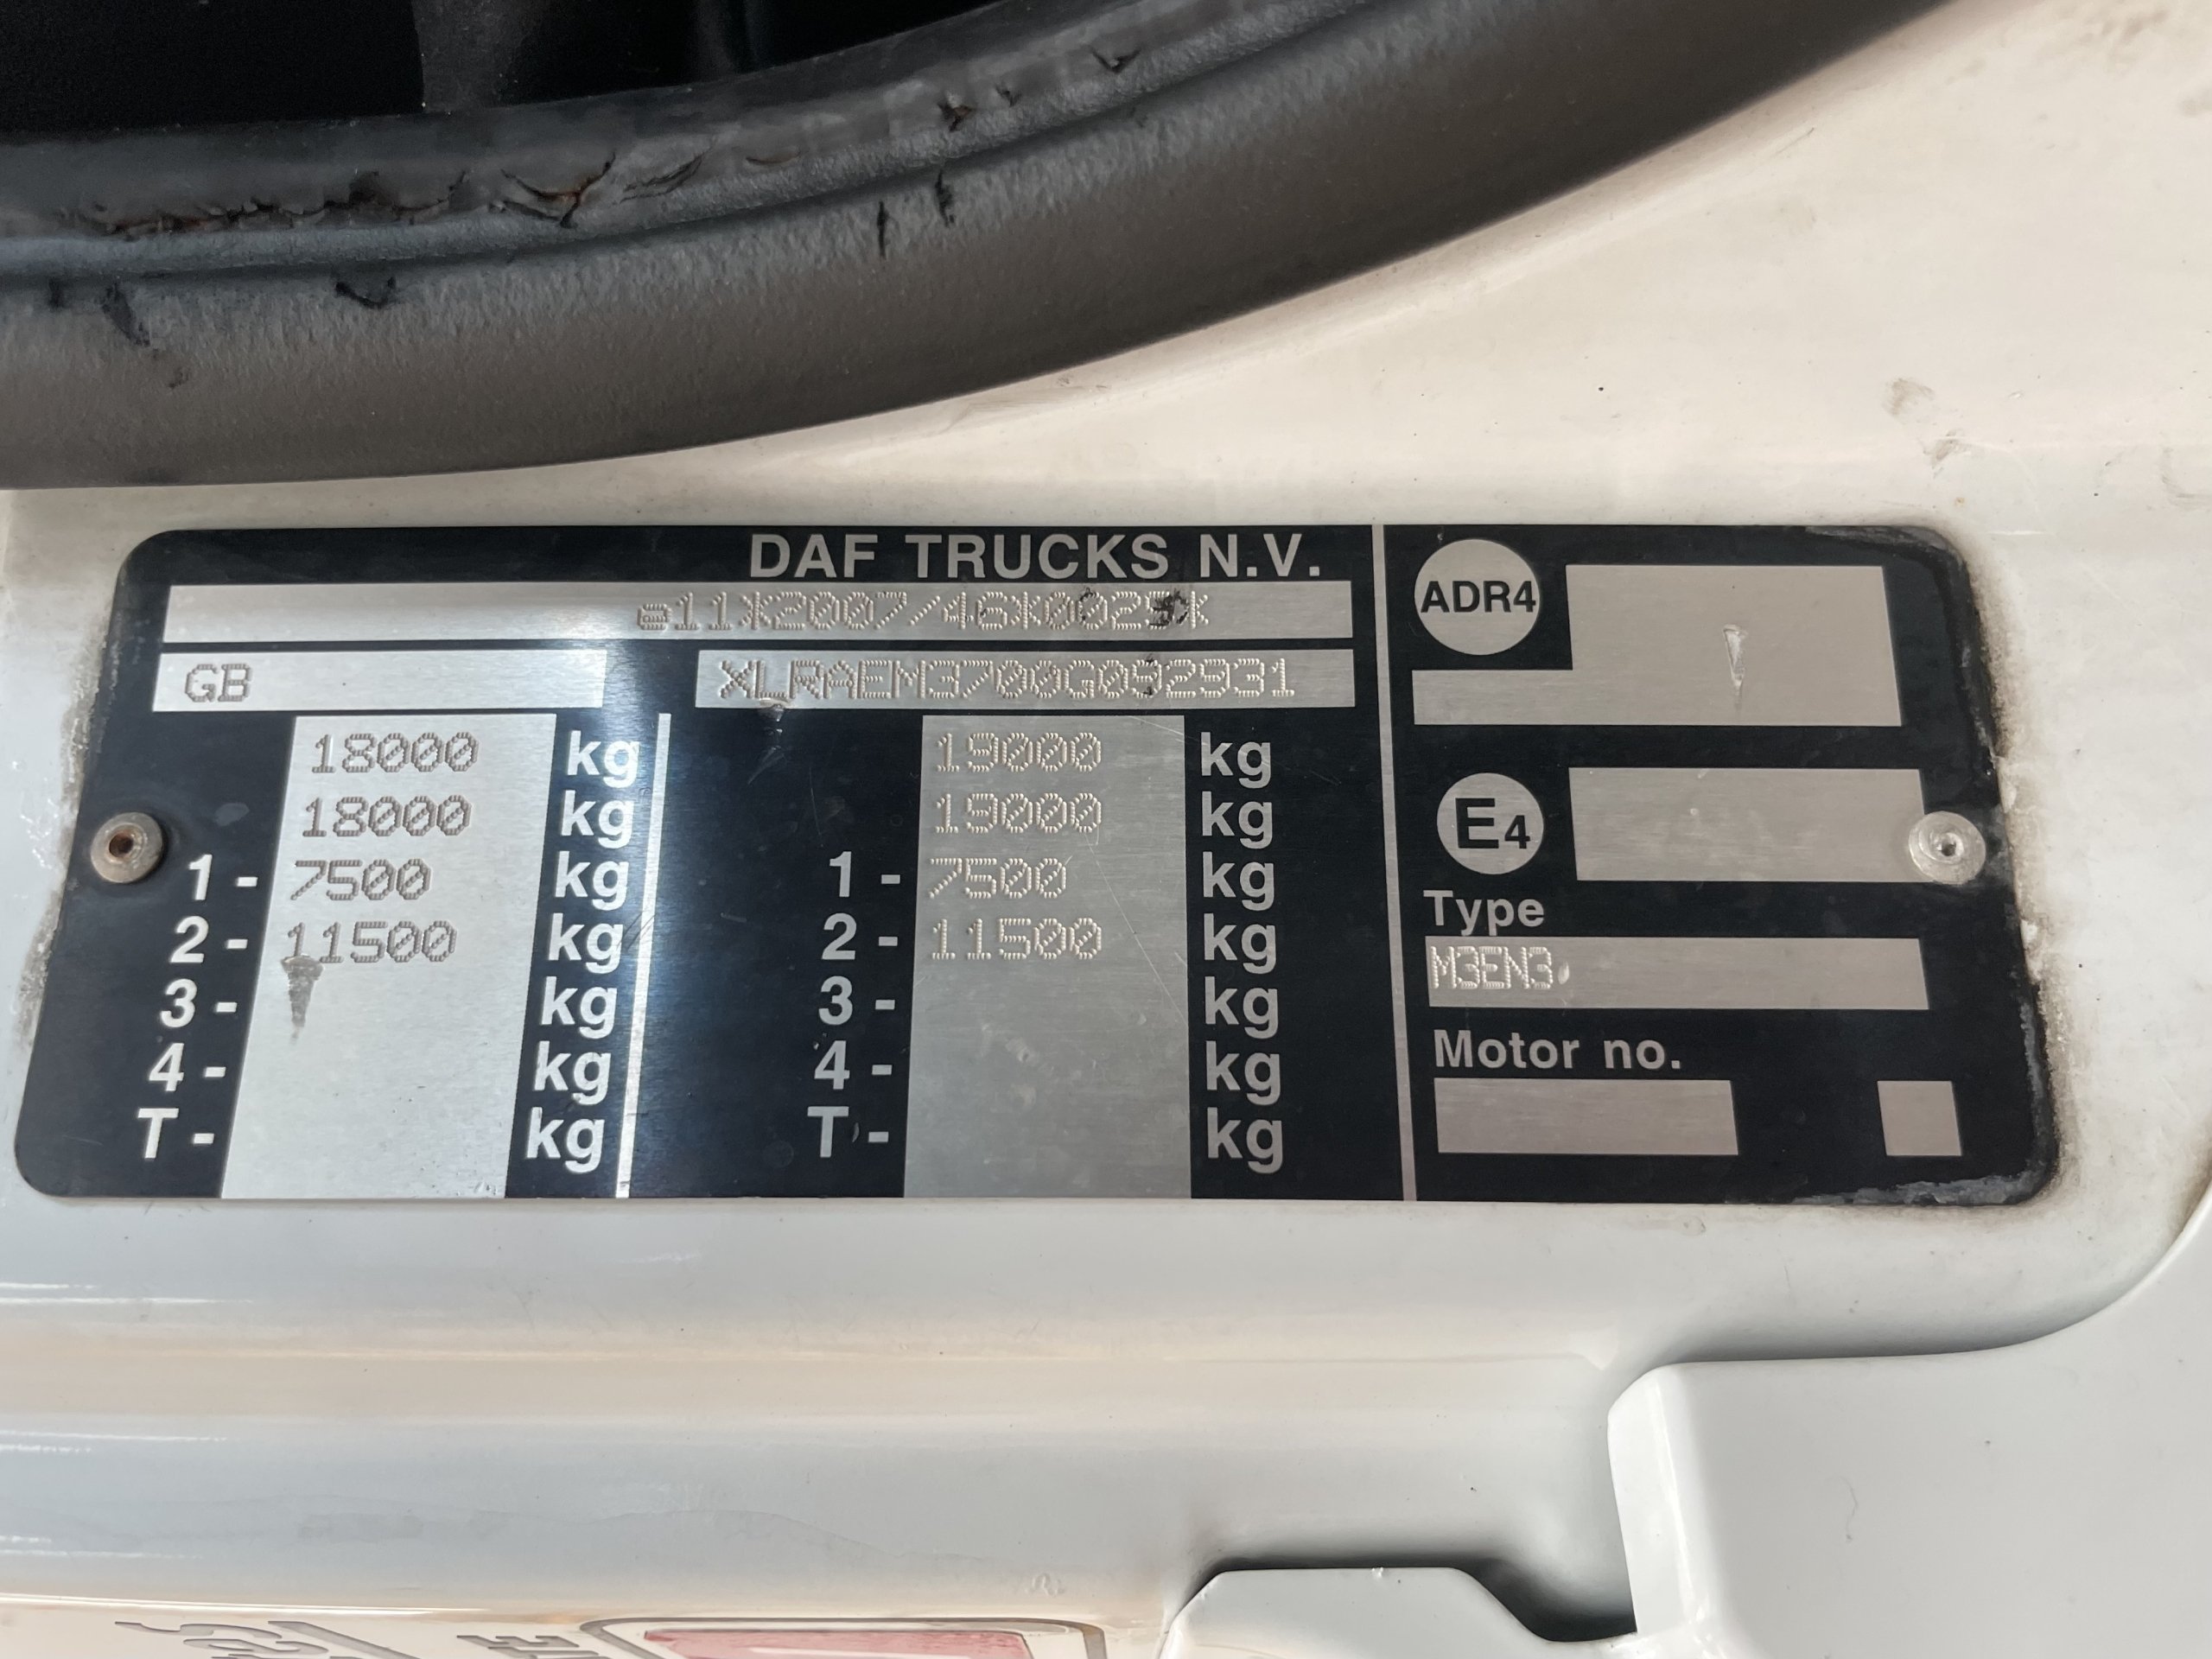 DAF TRUCKS N.V.
e11*2007/46*0025*
GB XLRAEM3700G092931
18000 kg 19000 kg
18000 kg 19000 kg
1 - 7500 kg 1 - 7500 kg
2 - 11500 kg 2 - 11500 kg
3 - kg 3 - kg
4 - kg 4 - kg
T - kg T - kg
ADR4
E4
Type
M3EN3
Motor no.